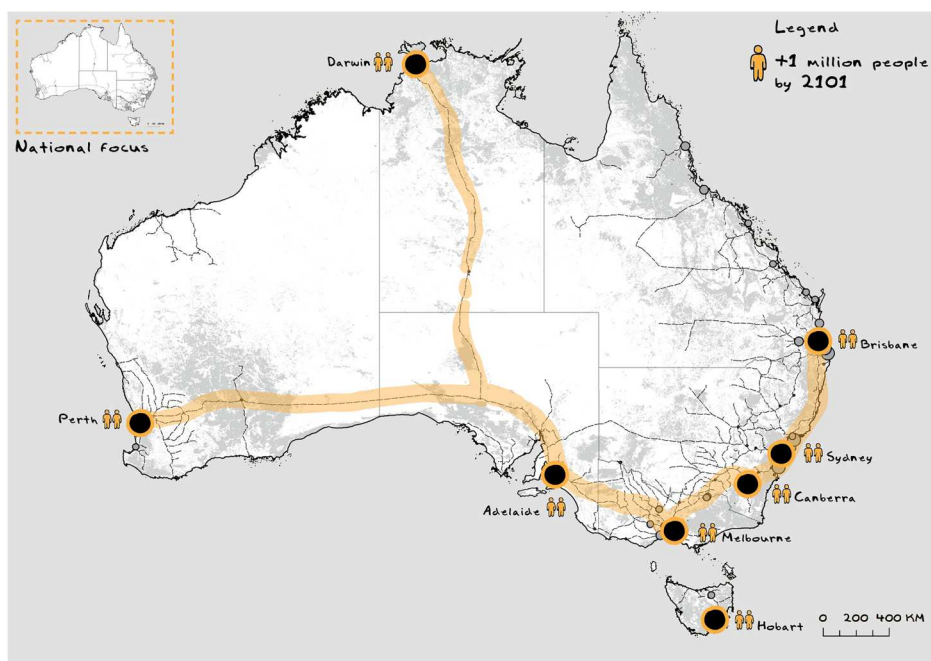 Legend
+1 million people
by 2101
National focus
Darwin
Brisbane
Perth
Sydney
Canberra
Adelaide
Melbourne
Hobart
0 200 400 KM